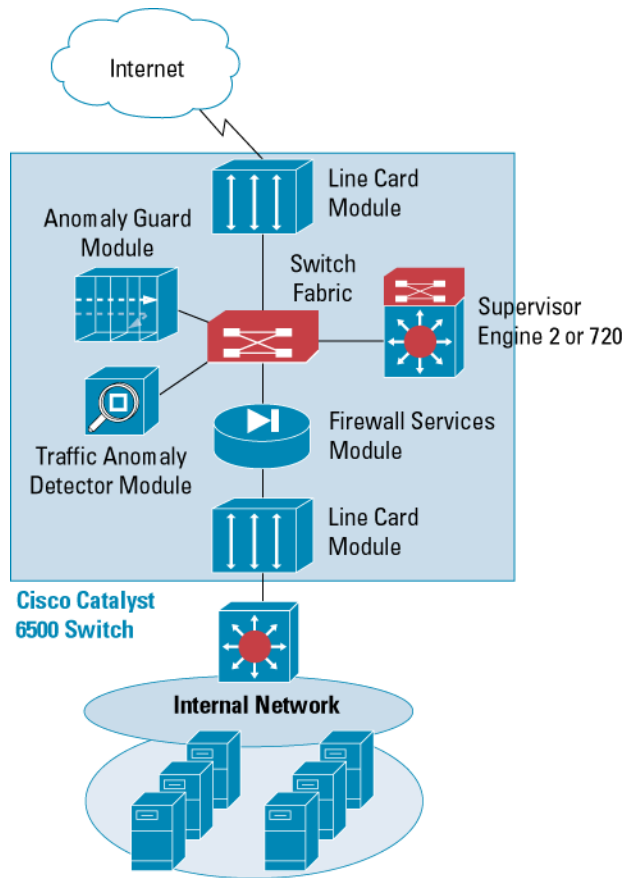 Internet
Line Card
Module
Anomaly Guard
Module
Switch
Fabric
Supervisor
Engine 2 or 720
Firewall Services
Module
Traffic Anomaly
Detector Module
Line Card
Module
Cisco Catalyst
6500 Switch
Internal Network